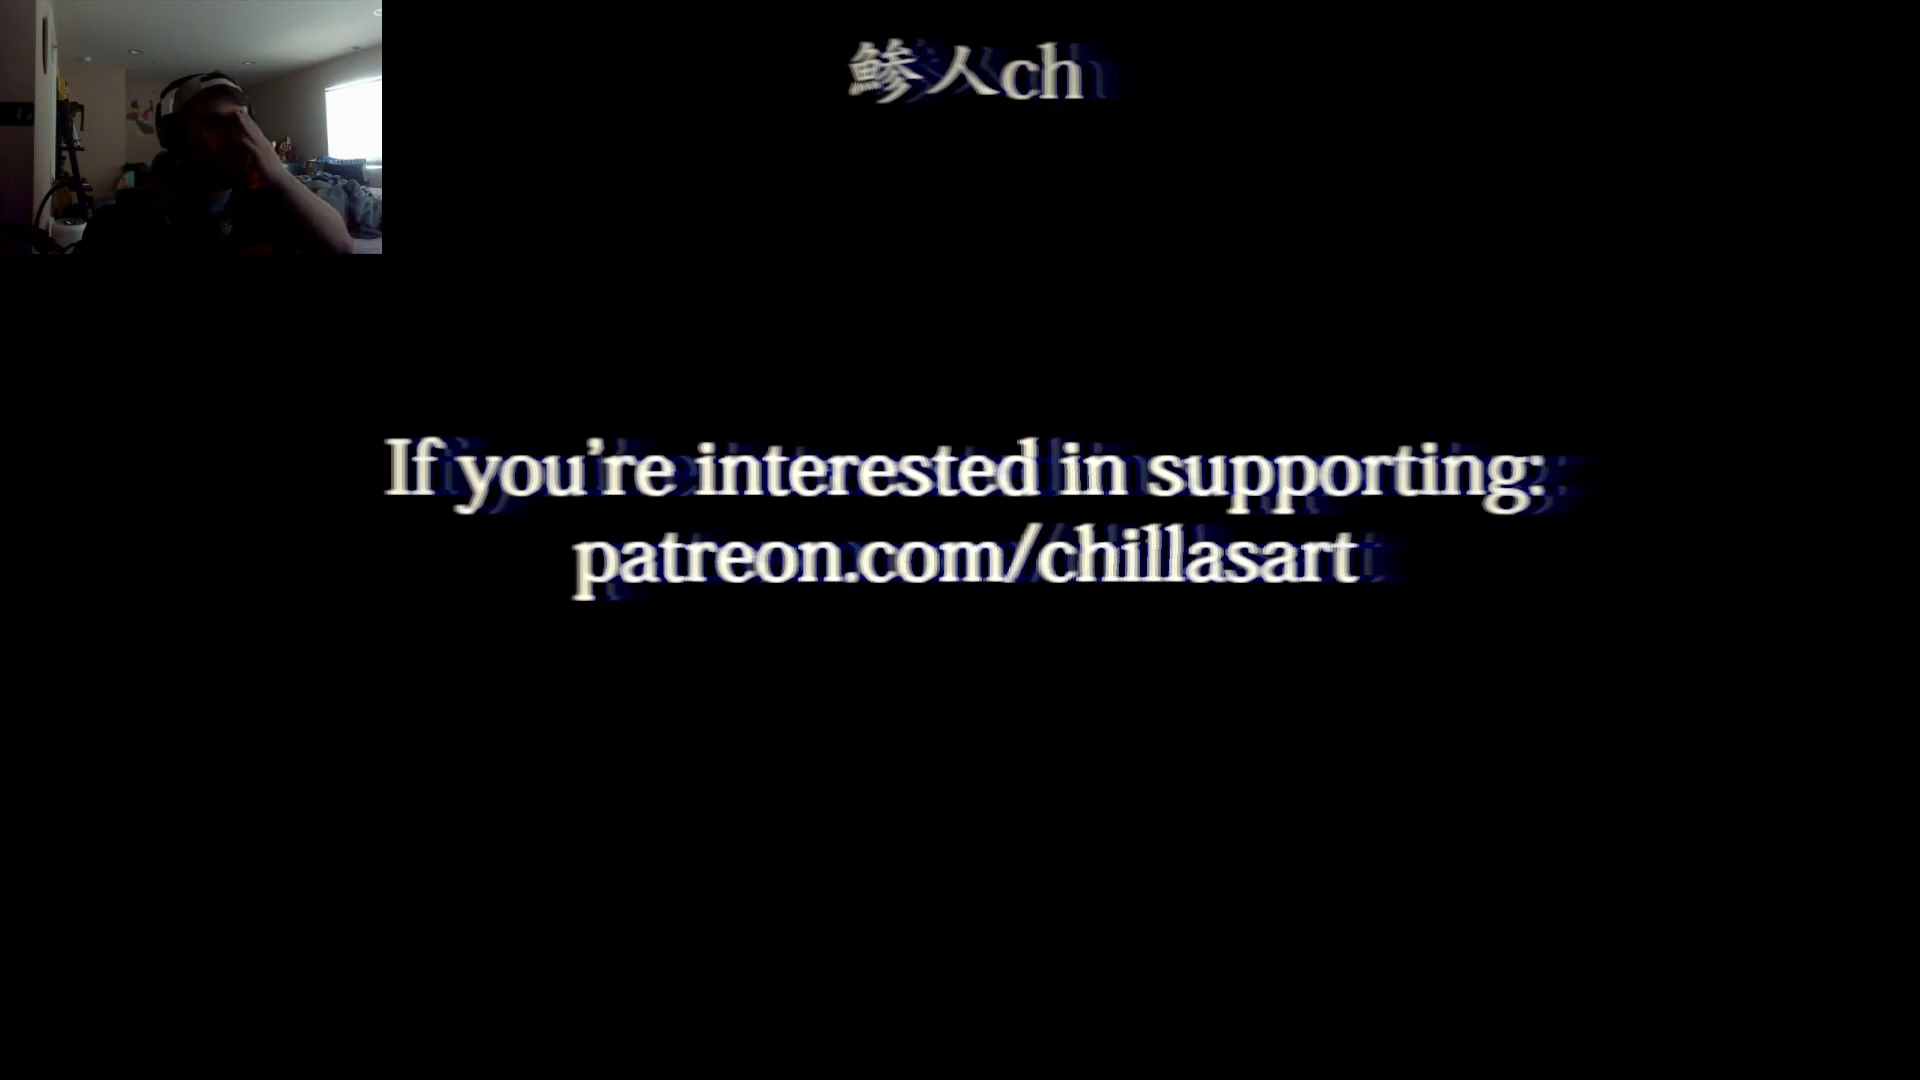 鯵人ch
If you're interested in supporting:
patreon.com/chillasart